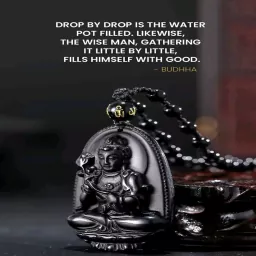 DROP BY DROP IS THE WATER
POT FILLED. LIKEWISE,
THE WISE MAN, GATHERING
IT LITTLE BY LITTLE,
FILLS HIMSELF WITH GOOD.
- BUDHHA